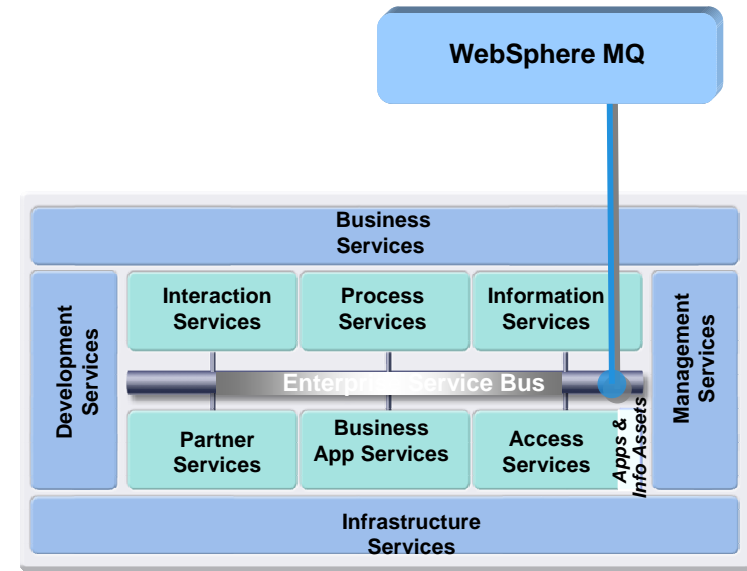 WebSphere MQ
Business
Services
Development
Services
Interaction
Services
Process
Services
Information
Services
Management
Services
Enterprise Service Bus
Partner
Services
Business
App Services
Access
Services
Apps &
Info Assets
Infrastructure
Services